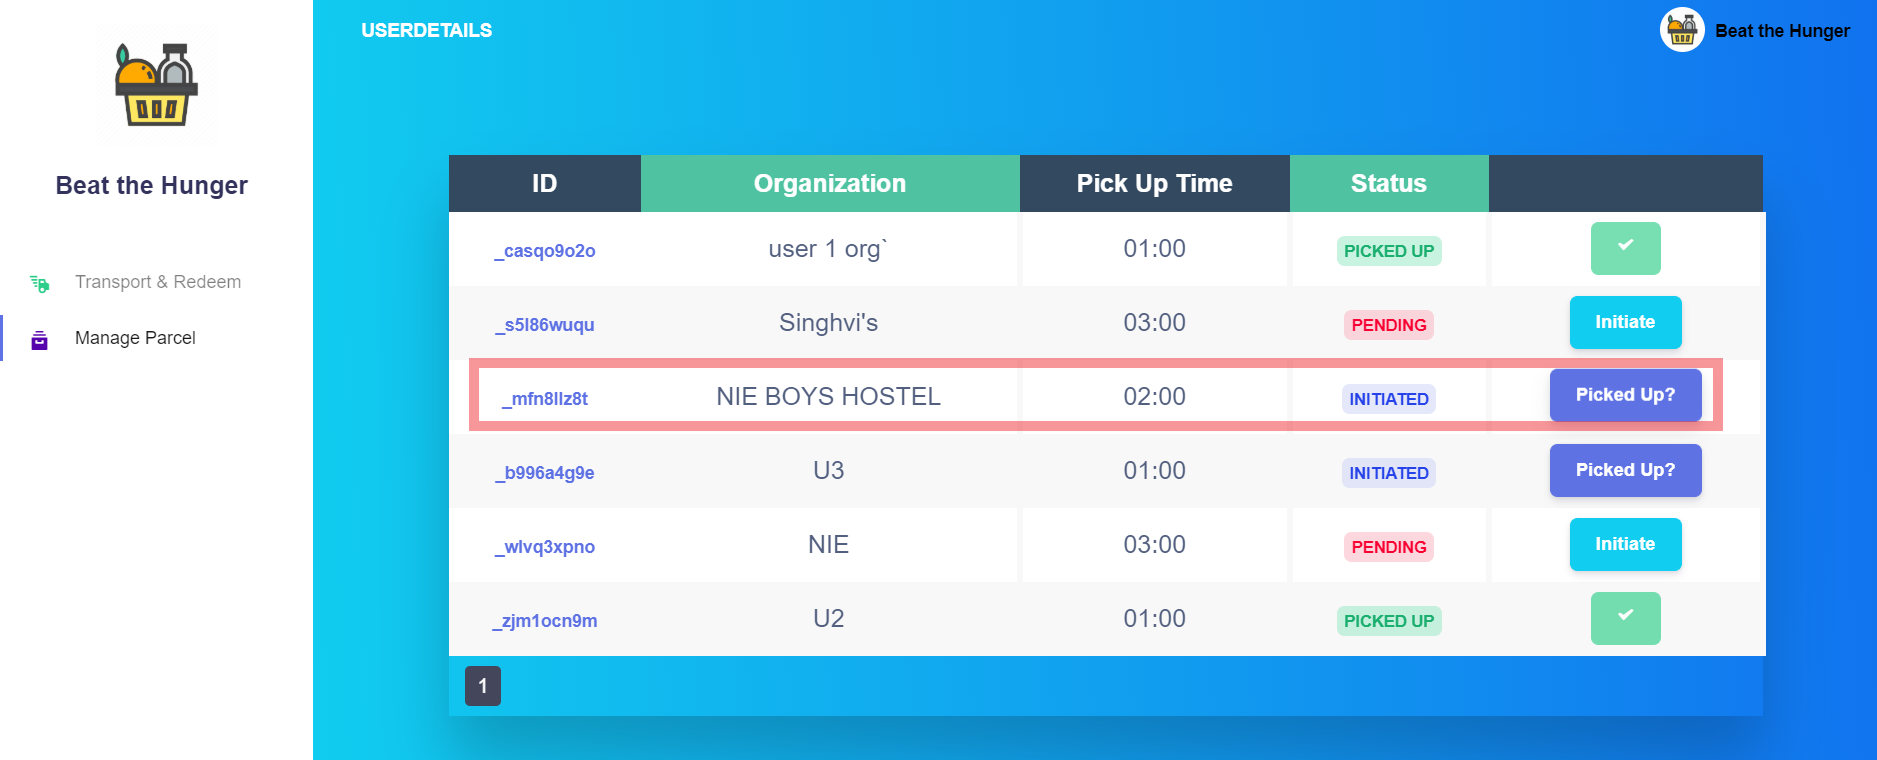 USERDETAILS
Beat the Hunger
Beat the Hunger
Transport & Redeem
Manage Parcel
ID Organization Pick Up Time Status
_casqo9o2o user 1 org` 01:00 PICKED UP
_s5l86wuqu Singhvi's 03:00 PENDING Initiate
_mfn8llz8t NIE BOYS HOSTEL 02:00 INITIATED Picked Up?
_b996a4g9e U3 01:00 INITIATED Picked Up?
_wlvq3xpno NIE 03:00 PENDING Initiate
_zjm1ocn9m U2 01:00 PICKED UP
1